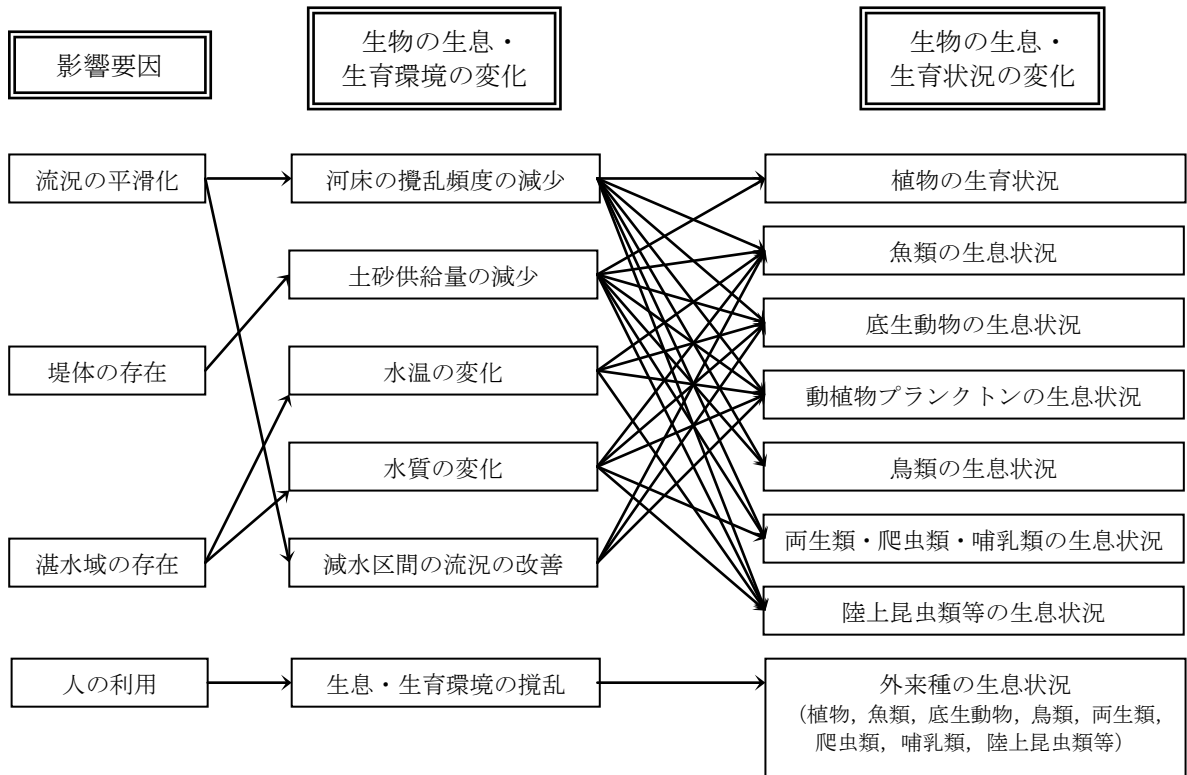 影響要因
生物の生息・
生育環境の変化
生物の生息・
生育状況の変化
流況の平滑化
河床の攪乱頻度の減少
植物の生育状況
土砂供給量の減少
魚類の生息状況
底生動物の生息状況
堤体の存在
水温の変化
動植物プランクトンの生息状況
水質の変化
鳥類の生息状況
湛水域の存在
減水区間の流況の改善
両生類・爬虫類・哺乳類の生息状況
陸上昆虫類等の生息状況
人の利用
生息・生育環境の撹乱
外来種の生息状況
（植物, 魚類, 底生動物, 鳥類, 両生類,
爬虫類, 哺乳類, 陸上昆虫類等）